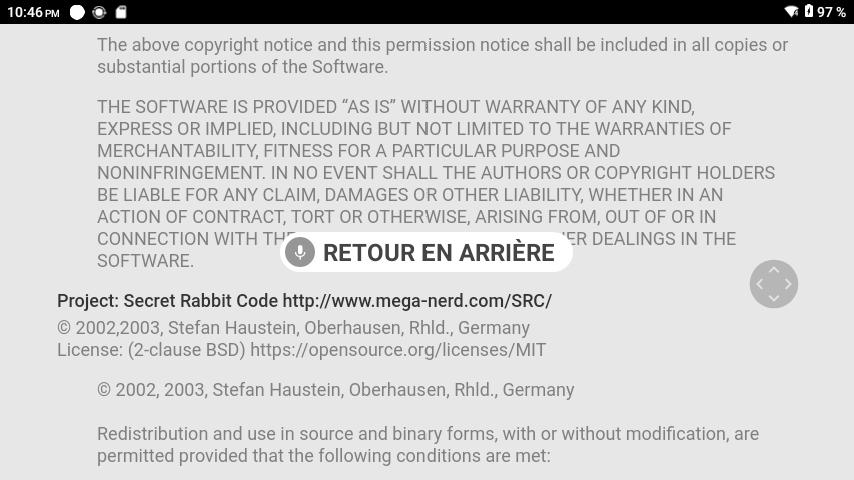 10:46 PM
97 %
The above copyright notice and this permission notice shall be included in all copies or
substantial portions of the Software.
THE SOFTWARE IS PROVIDED “AS IS” WITHOUT WARRANTY OF ANY KIND,
EXPRESS OR IMPLIED, INCLUDING BUT NOT LIMITED TO THE WARRANTIES OF
MERCHANTABILITY, FITNESS FOR A PARTICULAR PURPOSE AND
NONINFRINGEMENT. IN NO EVENT SHALL THE AUTHORS OR COPYRIGHT HOLDERS
BE LIABLE FOR ANY CLAIM, DAMAGES OR OTHER LIABILITY, WHETHER IN AN
ACTION OF CONTRACT, TORT OR OTHERWISE, ARISING FROM, OUT OF OR IN
CONNECTION WITH THE DEALINGS IN THE
RETOUR EN ARRIÈRE
SOFTWARE.
Project: Secret Rabbit Code http://www.mega-nerd.com/SRC/
© 2002,2003, Stefan Haustein, Oberhausen, Rhld., Germany
License: (2-clause BSD) https://opensource.org/licenses/MIT
© 2002, 2003, Stefan Haustein, Oberhausen, Rhld., Germany
Redistribution and use in source and binary forms, with or without modification, are
permitted provided that the following conditions are met: